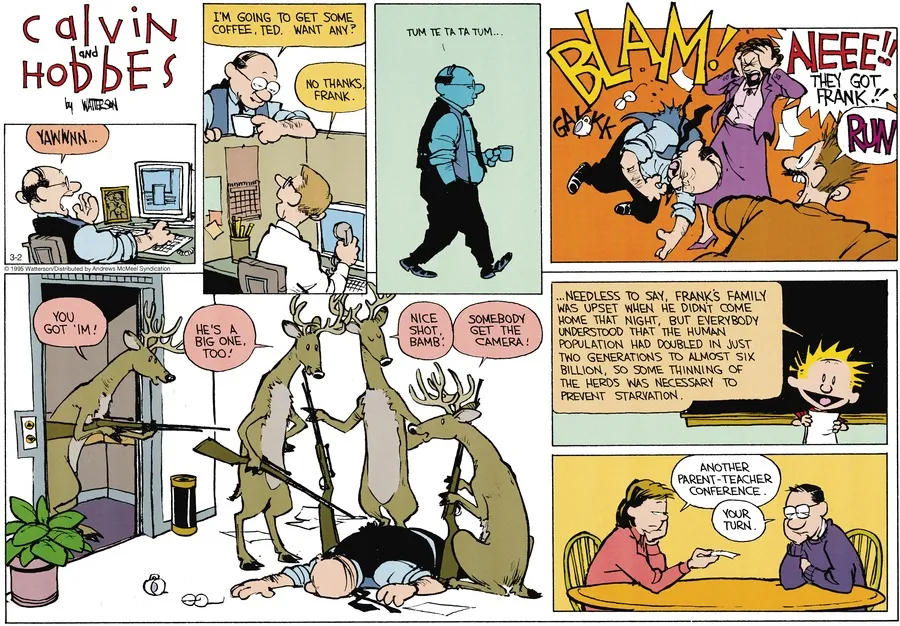 CALVIN
and
HOBBES
by WATTERSON
YAWWNN...
3-2
© 1995 Watterson/Distributed by Andrews McMeel Syndication
I'M GOING TO GET SOME
COFFEE, TED. WANT ANY?
NO THANKS,
FRANK.
TUM TE TA TA TUM...
BLAM!
GAKKK
AIEEE!!
THEY GOT
FRANK!!
RUN
YOU
GOT 'IM!
HE'S A
BIG ONE,
TOO!
NICE
SHOT,
BAMB!
SOMEBODY
GET THE
CAMERA!
...NEEDLESS TO SAY, FRANK'S FAMILY
WAS UPSET WHEN HE DIDN'T COME
HOME THAT NIGHT, BUT EVERYBODY
UNDERSTOOD THAT THE HUMAN
POPULATION HAD DOUBLED IN JUST
TWO GENERATIONS TO ALMOST SIX
BILLION, SO SOME THINNING OF
THE HERDS WAS NECESSARY TO
PREVENT STARVATION.
ANOTHER
PARENT-TEACHER
CONFERENCE.
YOUR
TURN.